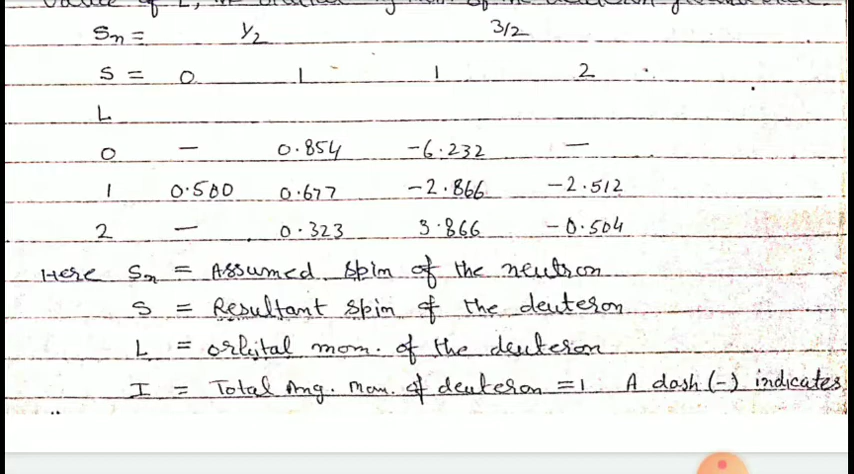 value of L,
Sn = 1/2 3/2
S = 0 1 1 2
L
0 — 0.854 -6.232 —
1 0.500 0.677 -2.866 -2.512
2 — 0.323 3.866 -0.504
Here Sn = Assumed spin of the neutron
S = Resultant spin of the deuteron
L = orbital mom. of the deuteron
I = Total Ang. Mom. of deuteron = 1. A dash (-) indicates